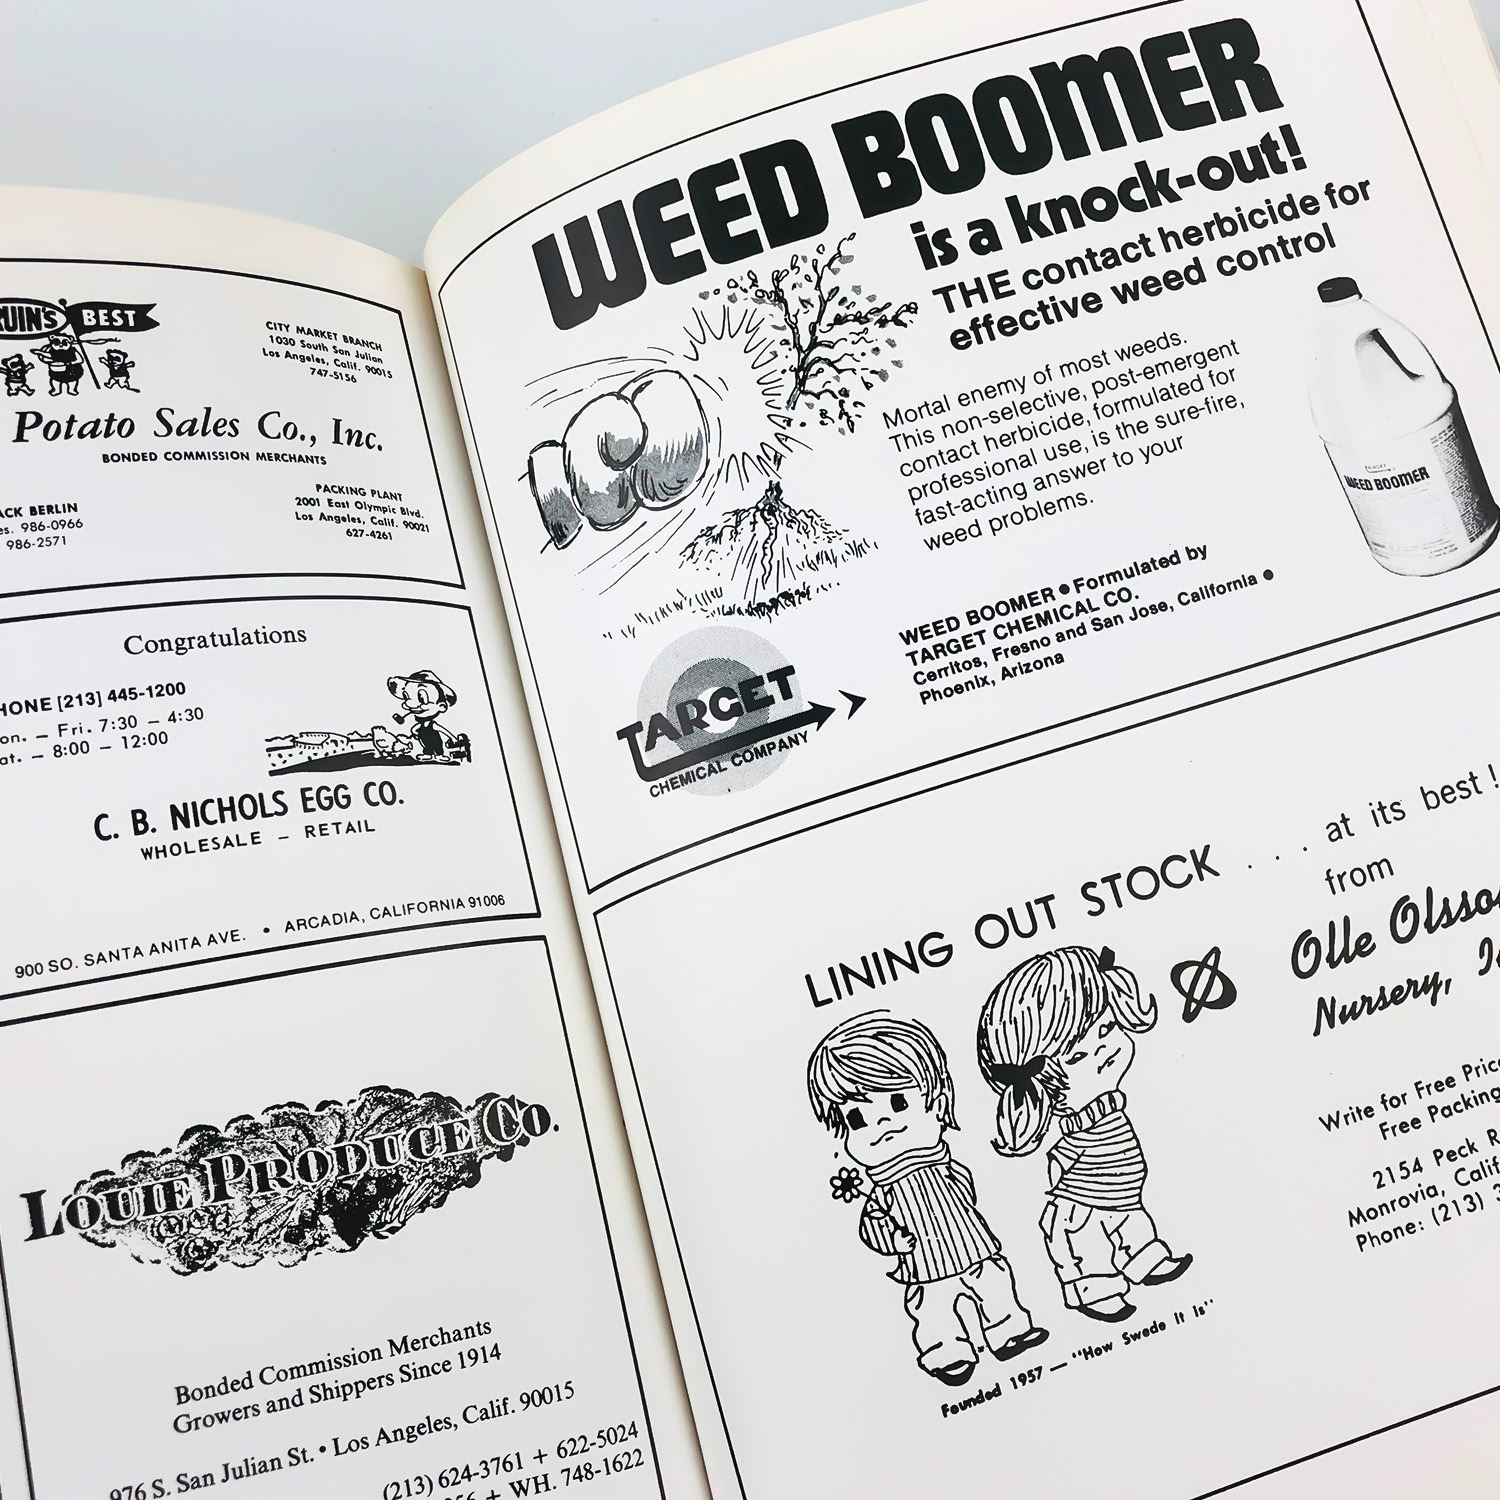 BEST
CITY MARKET BRANCH
1030 South San Julian
Los Angeles, Calif. 90015
747-5156
Potato Sales Co., Inc.
BONDED COMMISSION MERCHANTS
BERLIN
986-0966
986-2571
PACKING PLANT
2001 East Olympic Blvd.
Los Angeles, Calif. 90021
627-4261
Congratulations
[213] 445-1200
Fri. 7:30 – 4:30
– 8:00 – 12:00
C. B. NICHOLS EGG CO.
WHOLESALE – RETAIL
900 SO. SANTA ANITA AVE. • ARCADIA, CALIFORNIA 91006
LOUIE PRODUCE CO.
Bonded Commission Merchants
Growers and Shippers Since 1914
976 S. San Julian St. • Los Angeles, Calif. 90015
(213) 624-3761 + 622-5024
+ WH. 748-1622
WEED BOOMER
is a knock-out!
THE contact herbicide for
effective weed control
Mortal enemy of most weeds.
This non-selective, post-emergent
contact herbicide, formulated for
professional use, is the sure-fire,
fast-acting answer to your
weed problems.
WEED BOOMER
WEED BOOMER • Formulated by
TARGET CHEMICAL CO.
Cerritos, Fresno and San Jose, California •
Phoenix, Arizona
TARGET
CHEMICAL COMPANY
LINING OUT STOCK . . . at its best!
from
Olle
Nursery,
Write for Free
Free Packing
2154 Peck
Monrovia,
Phone: (213)
Founded 1957 — "How Swede It Is"